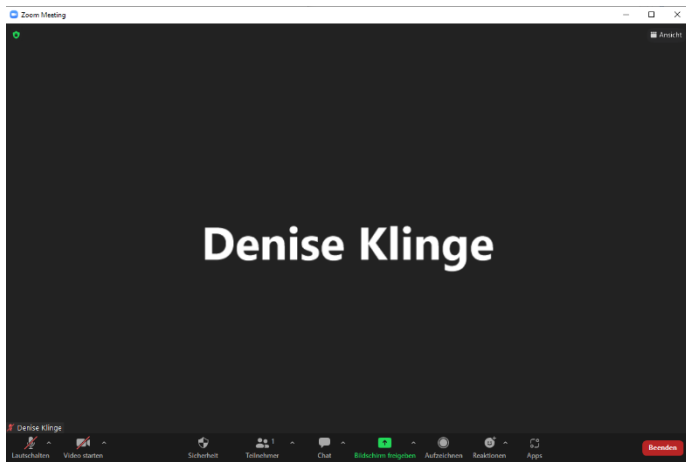 Zoom Meeting
Ansicht
Denise Klinge
Denise Klinge
Lautschalten
Video starten
Sicherheit
1
Teilnehmer
Chat
Bildschirm freigeben
Aufzeichnen
Reaktionen
Apps
Beenden